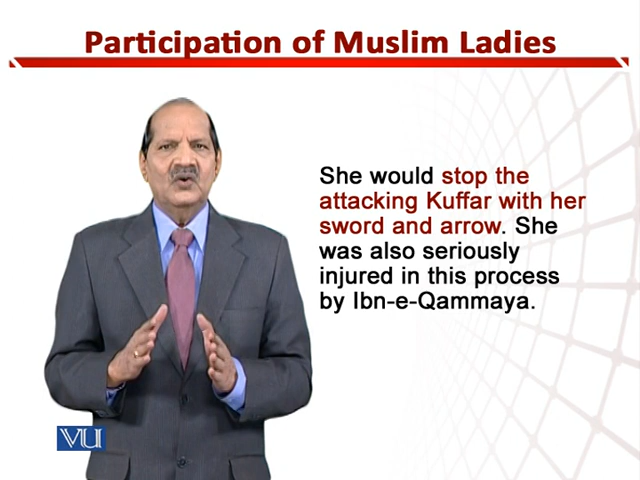 Participation of Muslim Ladies
She would stop the
attacking Kuffar with her
sword and arrow. She
was also seriously
injured in this process
by Ibn-e-Qammaya.
VU